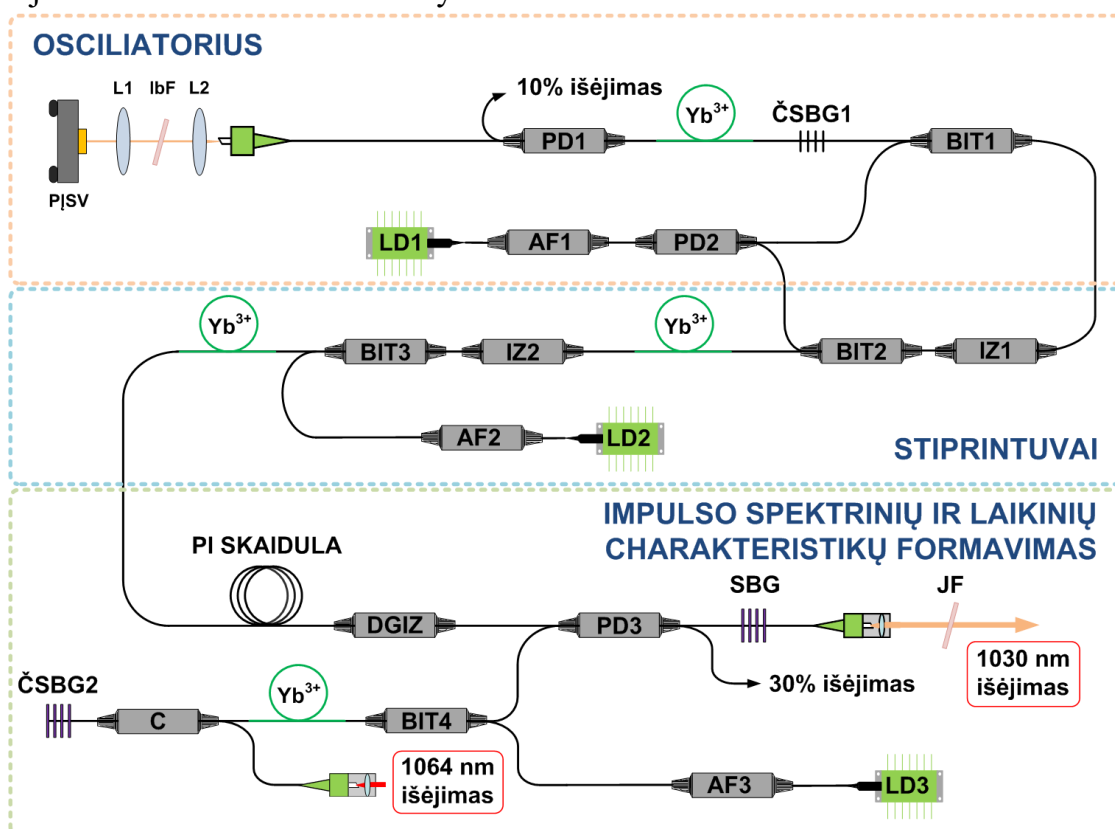 OSCILIATORIUS
L1 IbF L2
PĮSV
10% išėjimas
PD1
Yb³⁺
ČSBG1
BIT1
LD1
AF1
PD2
Yb³⁺
BIT3
IZ2
Yb³⁺
BIT2
IZ1
AF2
LD2
STIPRINTUVAI
IMPULSO SPEKTRINIŲ IR LAIKINIŲ
CHARAKTERISTIKŲ FORMAVIMAS
PI SKAIDULA
DGIZ
PD3
SBG
JF
1030 nm
išėjimas
30% išėjimas
ČSBG2
C
Yb³⁺
BIT4
1064 nm
išėjimas
AF3
LD3